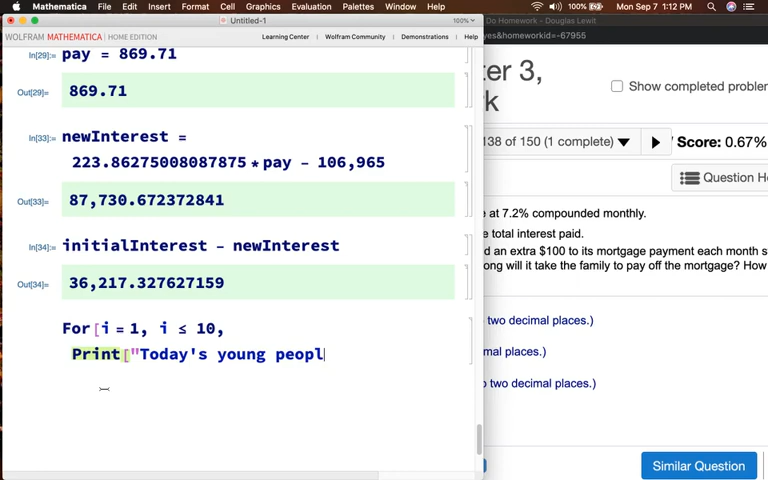 Mathematica File Edit Insert Format Cell Graphics Evaluation Palettes Window Help 100% Mon Sep 7 1:12 PM
Untitled-1 100%
Do Homework - Douglas Lewit
WOLFRAM MATHEMATICA HOME EDITION Learning Center Wolfram Community Demonstrations Help
yes&homeworkid=-67955
In[29]:= pay = 869.71
Out[29]= 869.71
In[33]:= newInterest =
223.86275008087875 * pay - 106,965
Out[33]= 87,730.672372841
In[34]:= initialInterest - newInterest
Out[34]= 36,217.327627159
For[i = 1, i ≤ 10,
Print["Today's young peopl
ter 3,
k
Show completed problem
138 of 150 (1 complete) Score: 0.67%
Question He
e at 7.2% compounded monthly.
e total interest paid.
d an extra $100 to its mortgage payment each month s
ong will it take the family to pay off the mortgage? How
two decimal places.)
mal places.)
o two decimal places.)
Similar Question